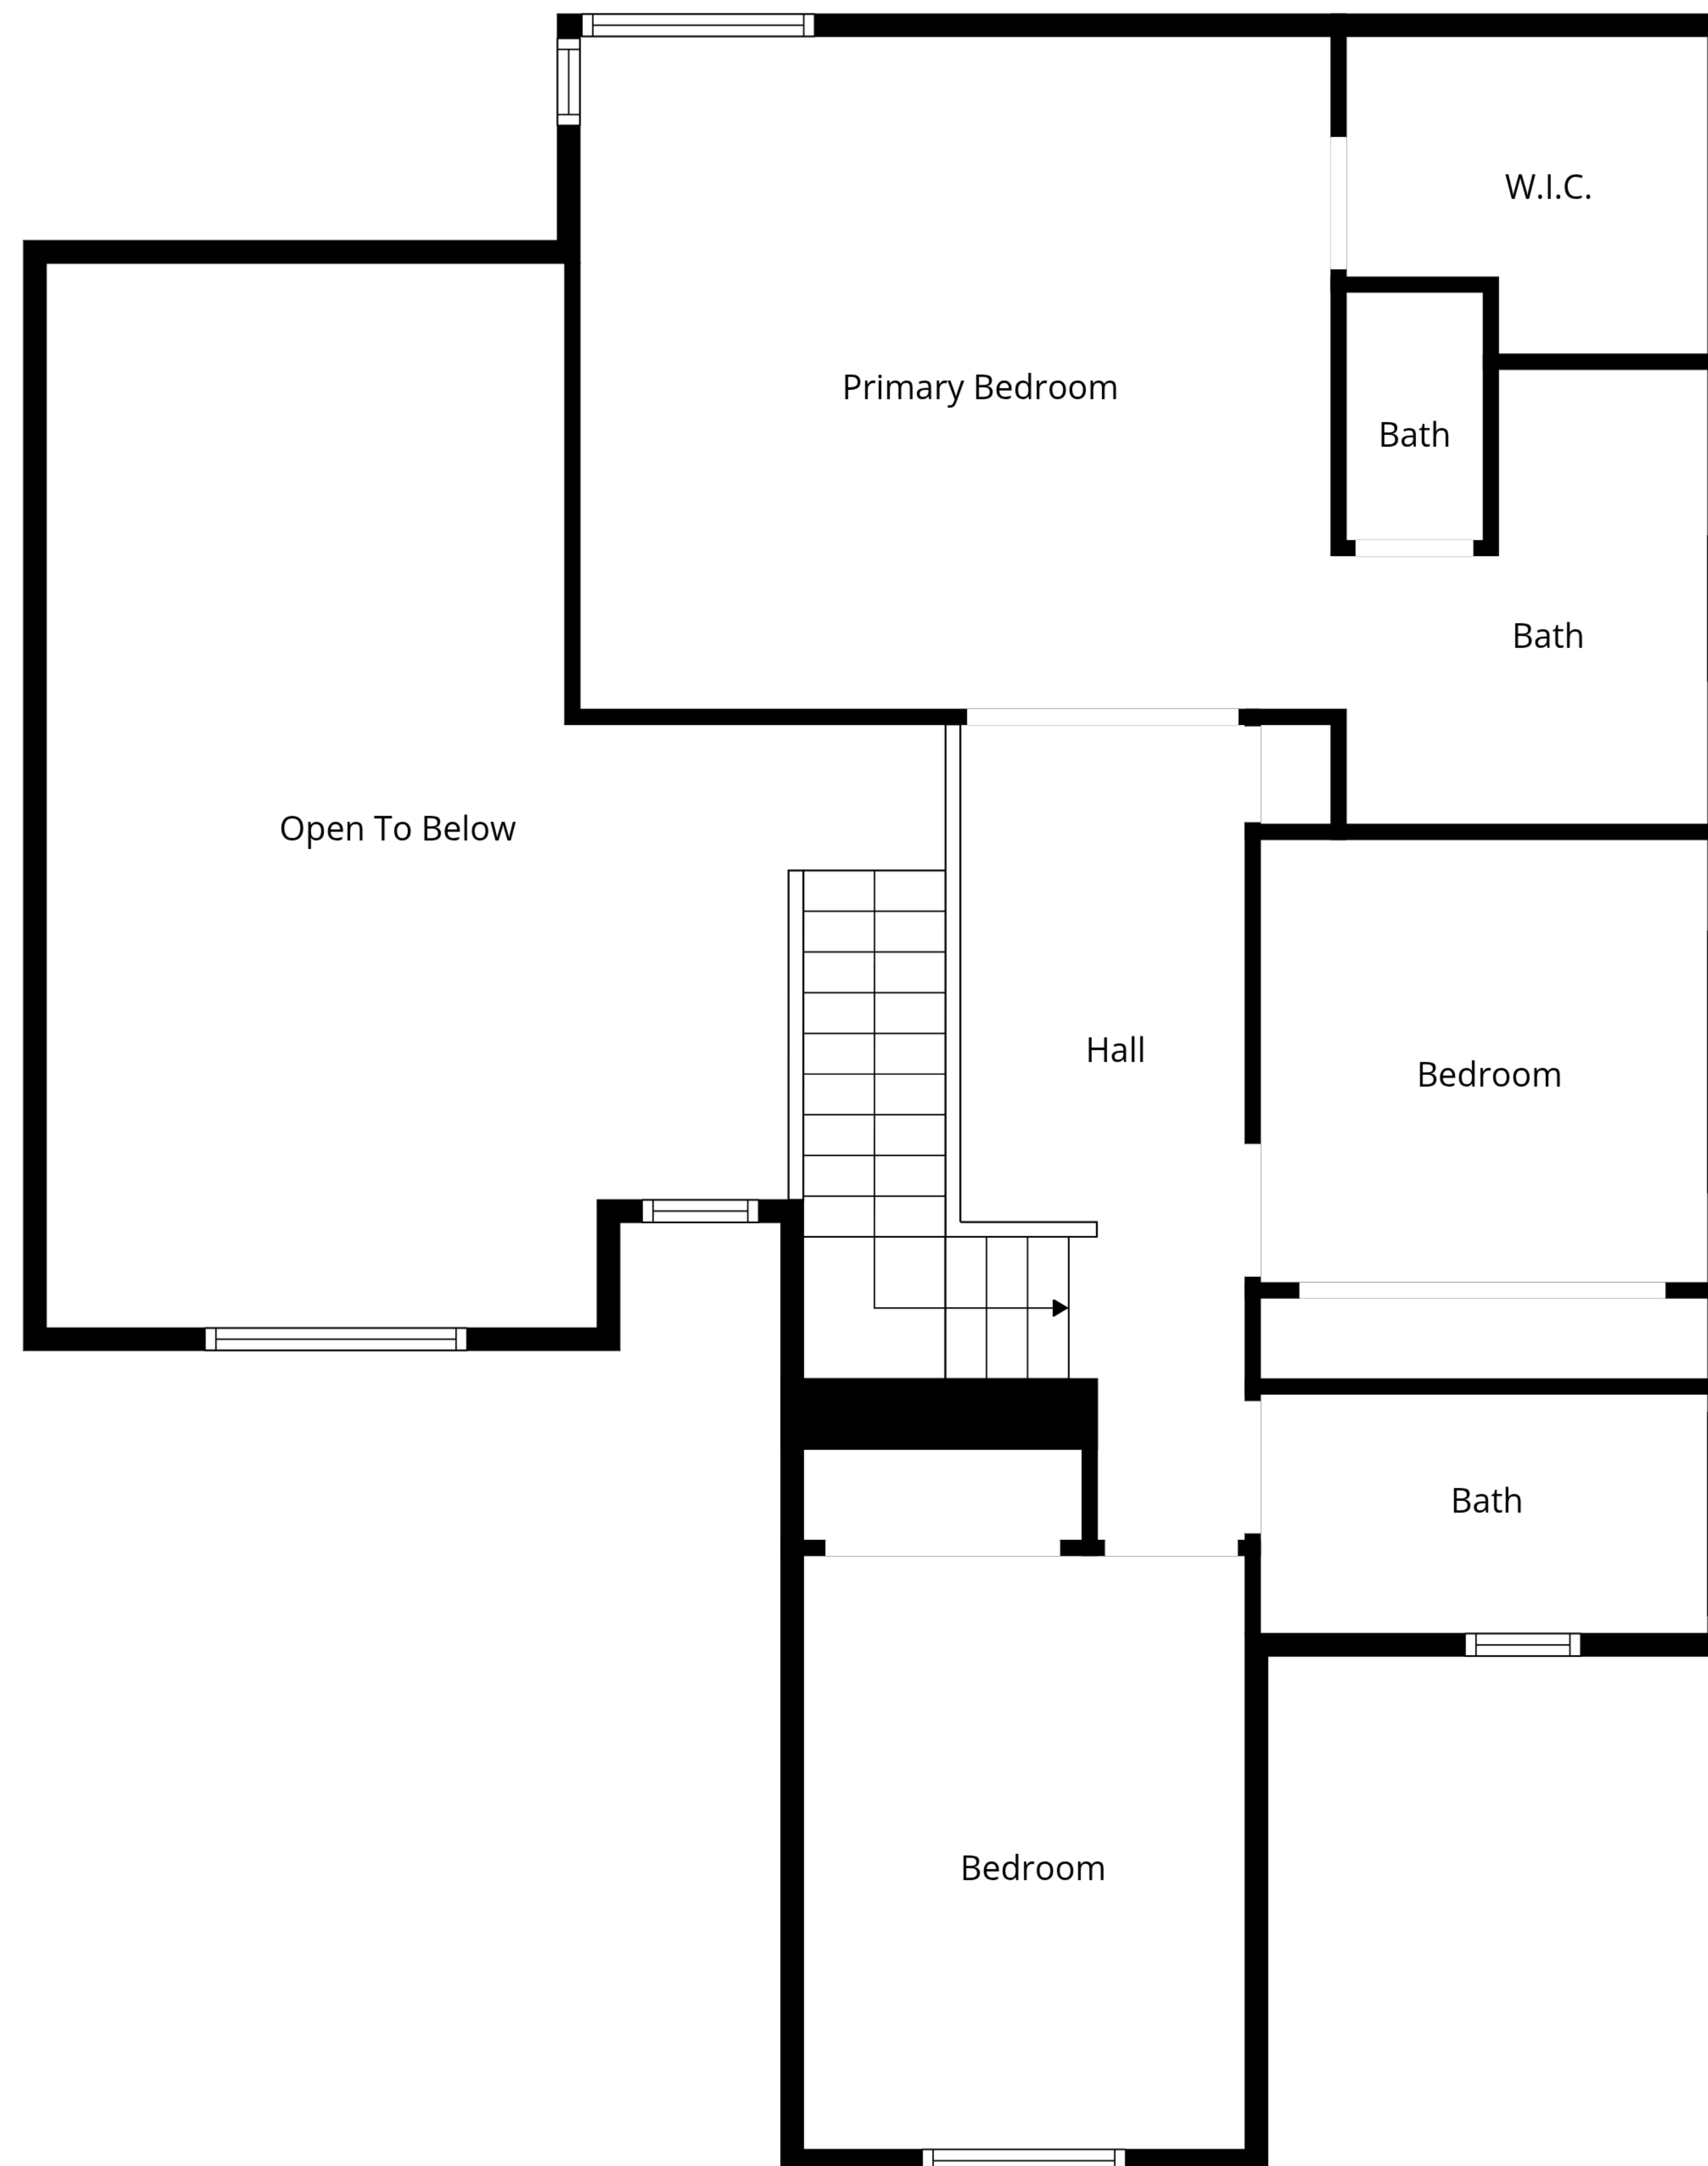 W.I.C.
Primary Bedroom
Bath
Bath
Open To Below
Hall
Bedroom
Bath
Bedroom